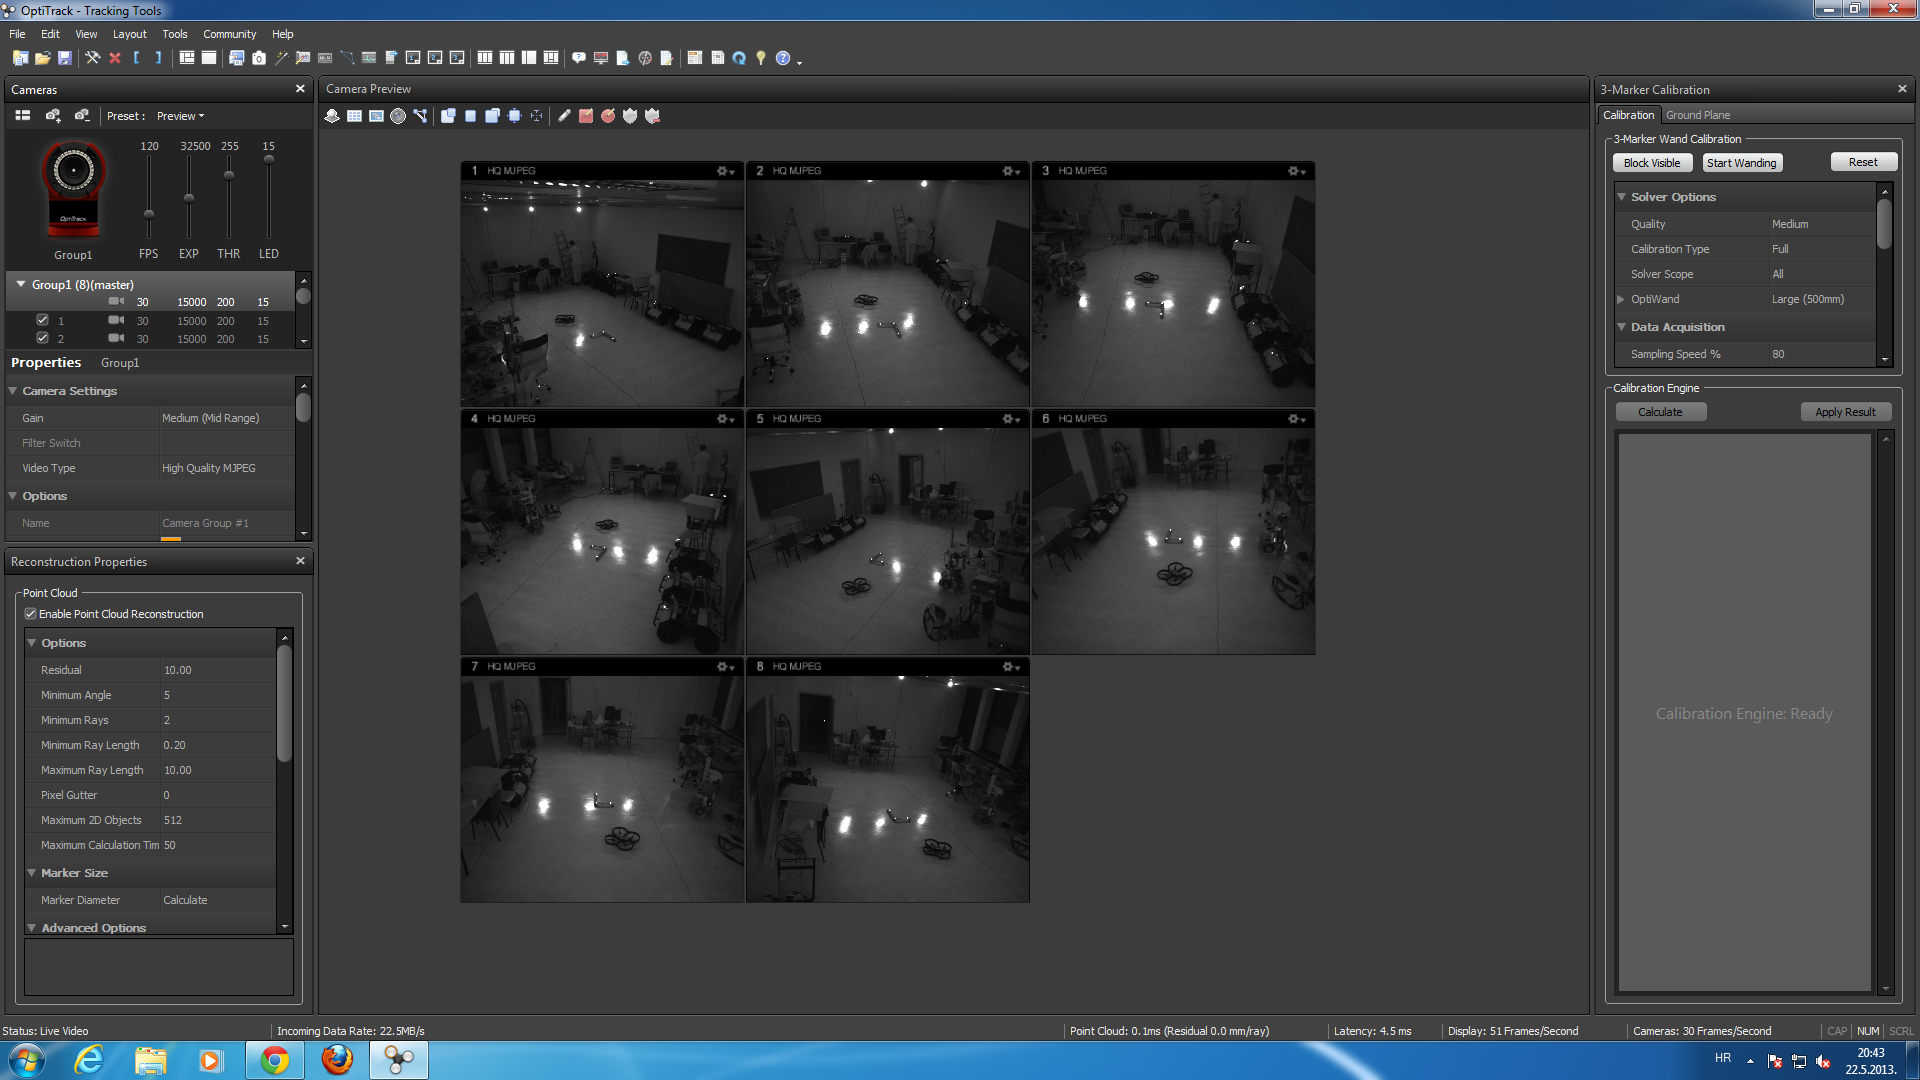 OptiTrack - Tracking Tools
File Edit View Layout Tools Community Help
Cameras
Preset : Preview
120 32500 255 15
OptiTrack
Group1
FPS EXP THR LED
Group1 (8)(master)
30 15000 200 15
1 30 15000 200 15
2 30 15000 200 15
Properties Group1
Camera Settings
Gain Medium (Mid Range)
Filter Switch
Video Type High Quality MJPEG
Options
Name Camera Group #1
Reconstruction Properties
Point Cloud
Enable Point Cloud Reconstruction
Options
Residual 10.00
Minimum Angle 5
Minimum Rays 2
Minimum Ray Length 0.20
Maximum Ray Length 10.00
Pixel Gutter 0
Maximum 2D Objects 512
Maximum Calculation Tim 50
Marker Size
Marker Diameter Calculate
Advanced Options
Camera Preview
1 HQ MJPEG
2 HQ MJPEG
3 HQ MJPEG
4 HQ MJPEG
5 HQ MJPEG
6 HQ MJPEG
7 HQ MJPEG
8 HQ MJPEG
3-Marker Calibration
Calibration Ground Plane
3-Marker Wand Calibration
Block Visible Start Wanding Reset
Solver Options
Quality Medium
Calibration Type Full
Solver Scope All
OptiWand Large (500mm)
Data Acquisition
Sampling Speed % 80
Calibration Engine
Calculate Apply Result
Calibration Engine: Ready
Status: Live Video Incoming Data Rate: 22.5MB/s Point Cloud: 0.1ms (Residual 0.0 mm/ray) Latency: 4.5 ms Display: 51 Frames/Second Cameras: 30 Frames/Second CAP NUM SCRL
HR 20:43
22.5.2013.